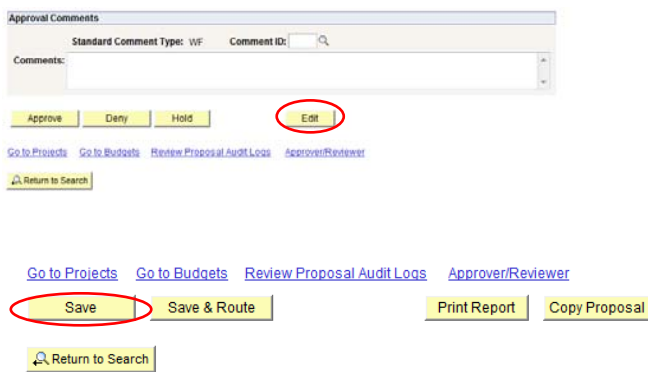 Approval Comments
Standard Comment Type: WF Comment ID:
Comments:
Approve Deny Hold Edit
Go to Projects Go to Budgets Review Proposal Audit Logs Approver/Reviewer
Return to Search
Go to Projects Go to Budgets Review Proposal Audit Logs Approver/Reviewer
Save Save & Route Print Report Copy Proposal
Return to Search